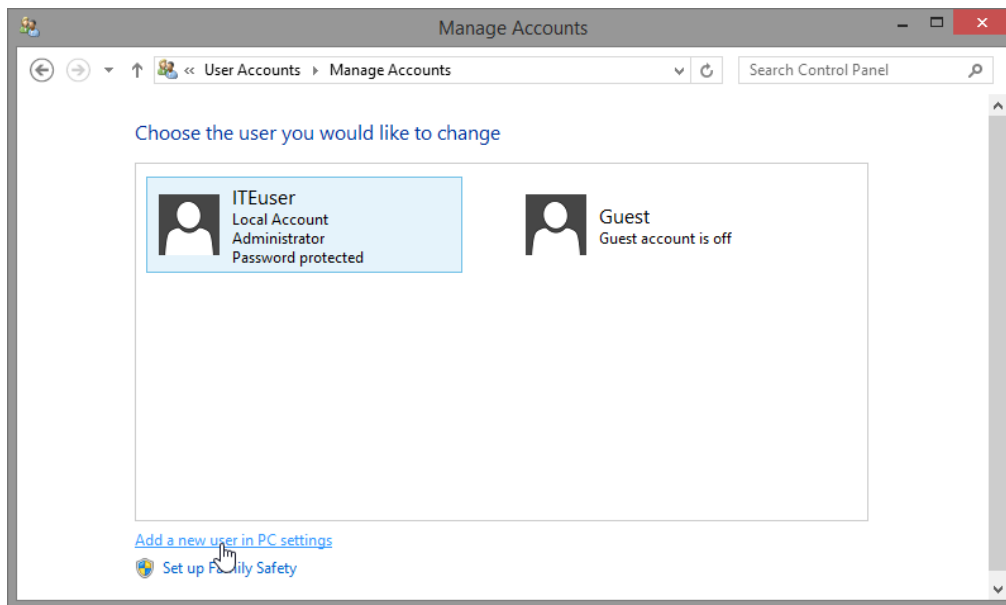 Manage Accounts
« User Accounts Manage Accounts Search Control Panel
Choose the user you would like to change
ITEuser
Local Account
Administrator
Password protected
Guest
Guest account is off
Add a new user in PC settings
Set up Family Safety